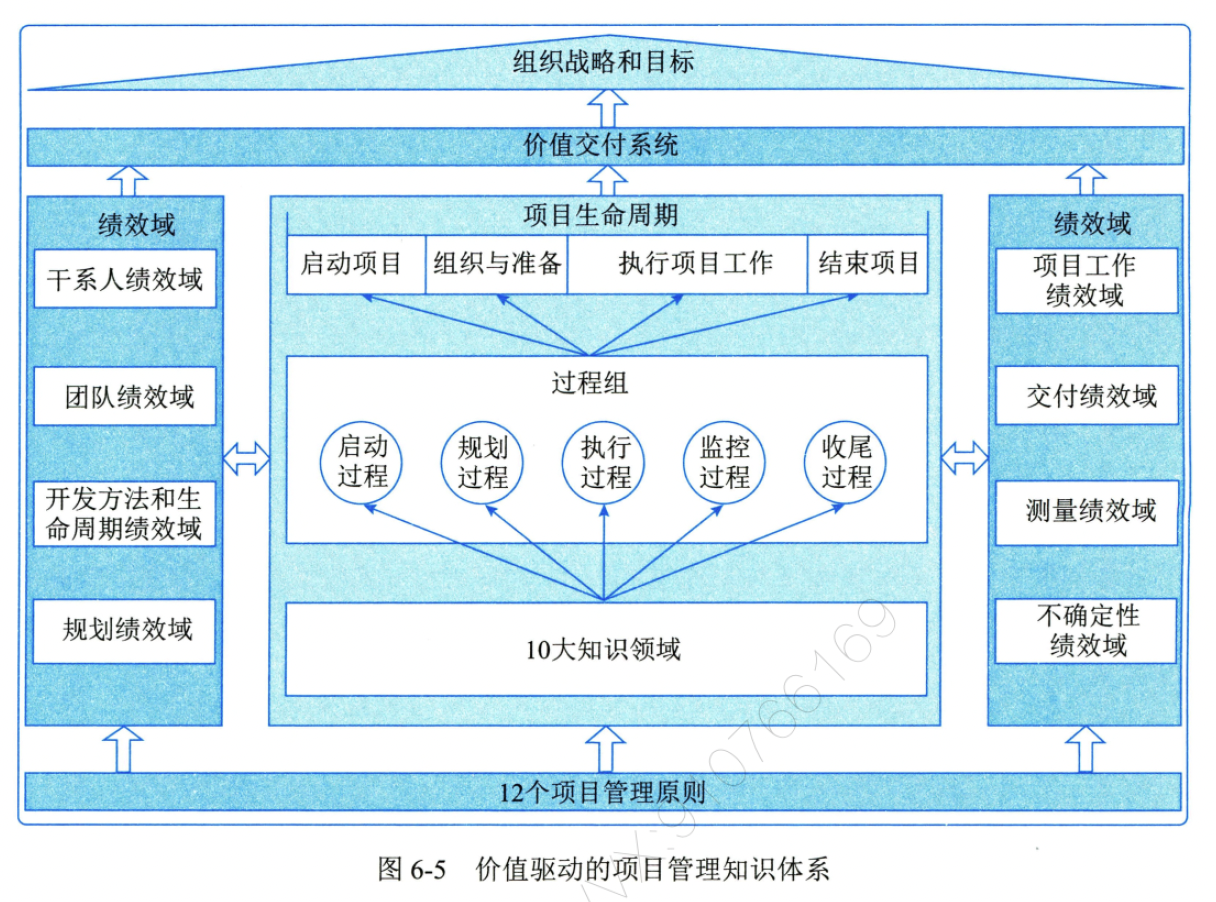 组织战略和目标
价值交付系统
绩效域
干系人绩效域
团队绩效域
开发方法和生
命周期绩效域
规划绩效域
项目生命周期
启动项目
组织与准备
执行项目工作
结束项目
过程组
启动
过程
规划
过程
执行
过程
监控
过程
收尾
过程
10大知识领域
绩效域
项目工作
绩效域
交付绩效域
测量绩效域
不确定性
绩效域
12个项目管理原则
图 6-5 价值驱动的项目管理知识体系